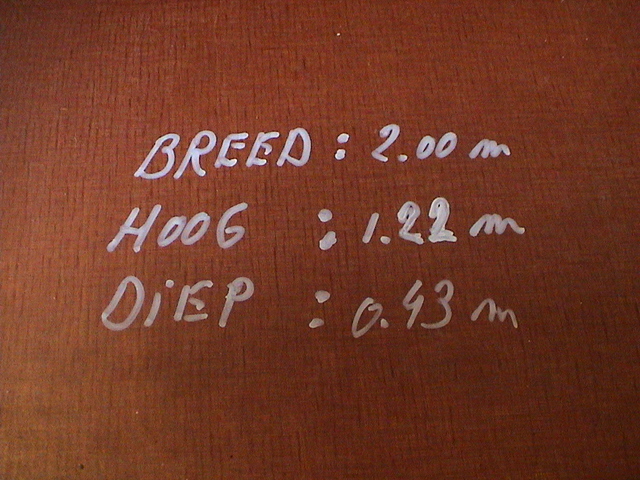 BREED : 2.00 m
HOOG : 1.22 m
DiEP : 0.43 m